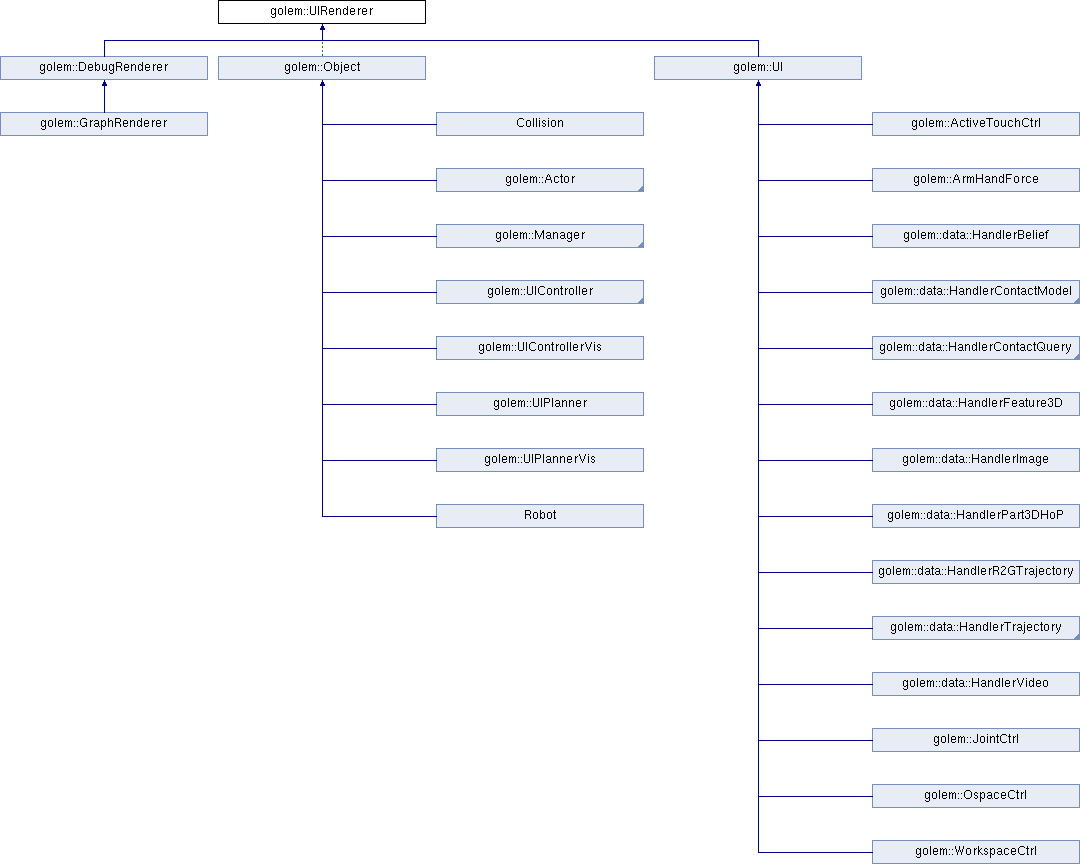 golem::UIRenderer
golem::DebugRenderer
golem::Object
golem::UI
golem::GraphRenderer
Collision
golem::ActiveTouchCtrl
golem::Actor
golem::ArmHandForce
golem::Manager
golem::data::HandlerBelief
golem::UIController
golem::data::HandlerContactModel
golem::UIControllerVis
golem::data::HandlerContactQuery
golem::UIPlanner
golem::data::HandlerFeature3D
golem::UIPlannerVis
golem::data::HandlerImage
Robot
golem::data::HandlerPart3DHoP
golem::data::HandlerR2GTrajectory
golem::data::HandlerTrajectory
golem::data::HandlerVideo
golem::JointCtrl
golem::OspaceCtrl
golem::WorkspaceCtrl